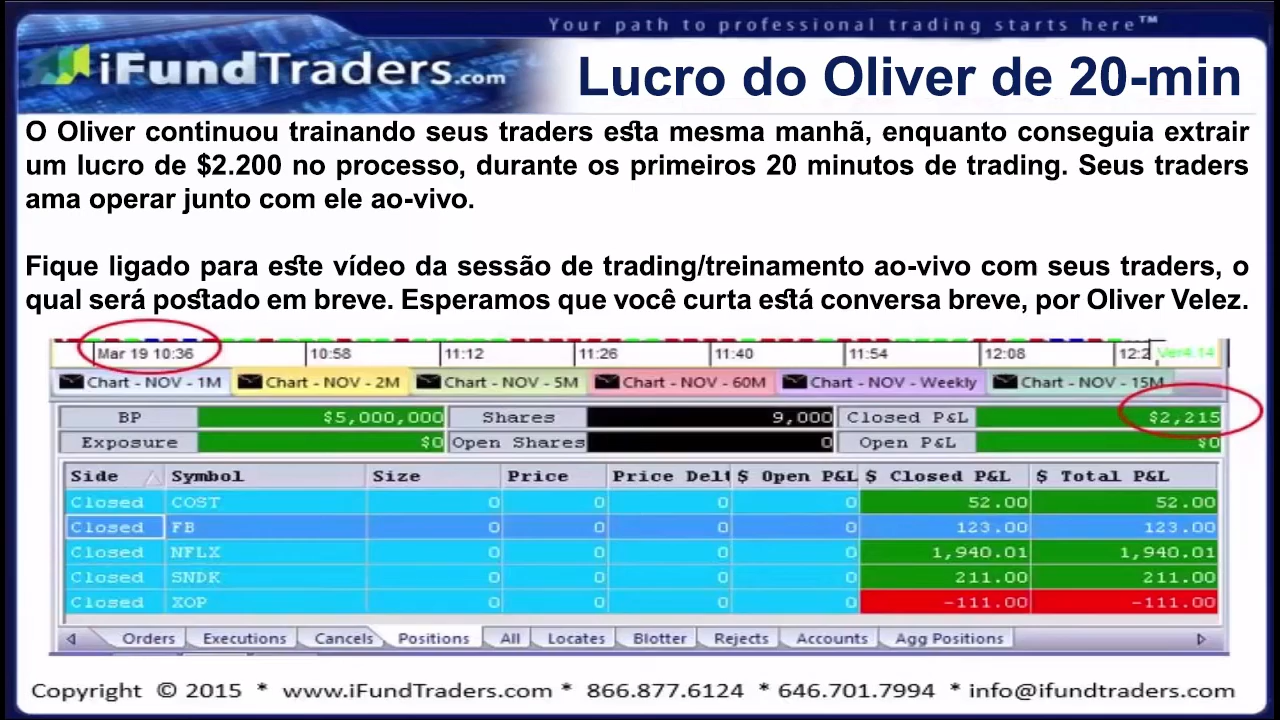 Your path to professional trading starts here™
iFundTraders.com
Lucro do Oliver de 20-min
O Oliver continuou trainando seus traders esta mesma manhã, enquanto conseguia extrair
um lucro de $2.200 no processo, durante os primeiros 20 minutos de trading. Seus traders
ama operar junto com ele ao-vivo.
Fique ligado para este vídeo da sessão de trading/treinamento ao-vivo com seus traders, o
qual será postado em breve. Esperamos que você curta está conversa breve, por Oliver Velez.
Mar 19 10:36 10:58 11:12 11:26 11:40 11:54 12:08 12:2 Ver4.14
Chart - NOV - 1M Chart - NOV - 2M Chart - NOV - 5M Chart - NOV - 60M Chart - NOV - Weekly Chart - NOV - 15M
BP $5,000,000 Shares 9,000 Closed P&L $2,215
Exposure $0 Open Shares 0 Open P&L $0
Side Symbol Size Price Price Delt $ Open P&L $ Closed P&L $ Total P&L
Closed COST 0 0 0 0 52.00 52.00
Closed FB 0 0 0 0 123.00 123.00
Closed NFLX 0 0 0 0 1,940.01 1,940.01
Closed SNDK 0 0 0 0 211.00 211.00
Closed XOP 0 0 0 0 -111.00 -111.00
Orders Executions Cancels Positions All Locates Blotter Rejects Accounts Agg Positions
Copyright © 2015 * www.iFundTraders.com * 866.877.6124 * 646.701.7994 * info@ifundtraders.com